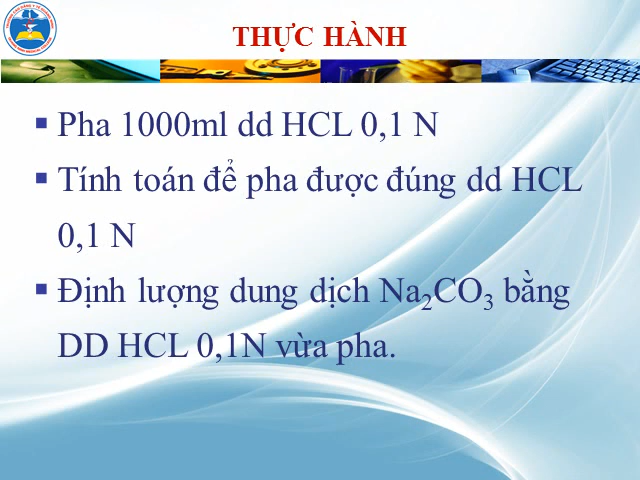 THỰC HÀNH
▪ Pha 1000ml dd HCL 0,1 N
▪ Tính toán để pha được đúng dd HCL
0,1 N
▪ Định lượng dung dịch Na₂CO₃ bằng
DD HCL 0,1N vừa pha.